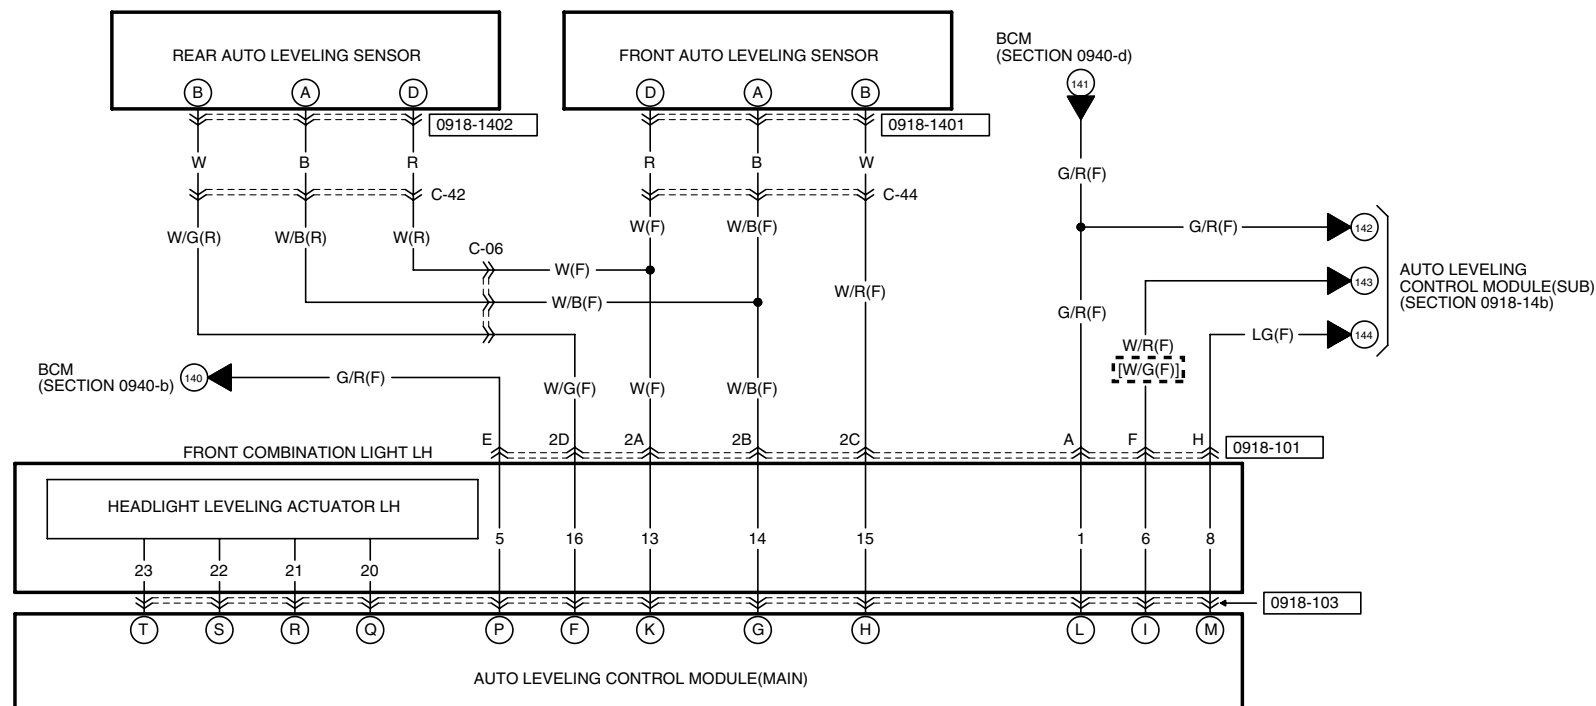 REAR AUTO LEVELING SENSOR
FRONT AUTO LEVELING SENSOR
BCM
(SECTION 0940-d)
B
A
D
D
A
B
141
0918-1402
0918-1401
W
B
R
R
B
W
G/R(F)
C-42
C-44
W/G(R)
W/B(R)
W(R)
W(F)
W/B(F)
G/R(F)
142
C-06
W(F)
W/R(F)
143
AUTO LEVELING
CONTROL MODULE(SUB)
(SECTION 0918-14b)
W/B(F)
G/R(F)
LG(F)
144
W/R(F)
[W/G(F)]
BCM
(SECTION 0940-b)
140
G/R(F)
W/G(F)
W(F)
W/B(F)
FRONT COMBINATION LIGHT LH
E
2D
2A
2B
2C
A
F
H
0918-101
HEADLIGHT LEVELING ACTUATOR LH
5
16
13
14
15
1
6
8
23
22
21
20
0918-103
T
S
R
Q
P
F
K
G
H
L
I
M
AUTO LEVELING CONTROL MODULE(MAIN)